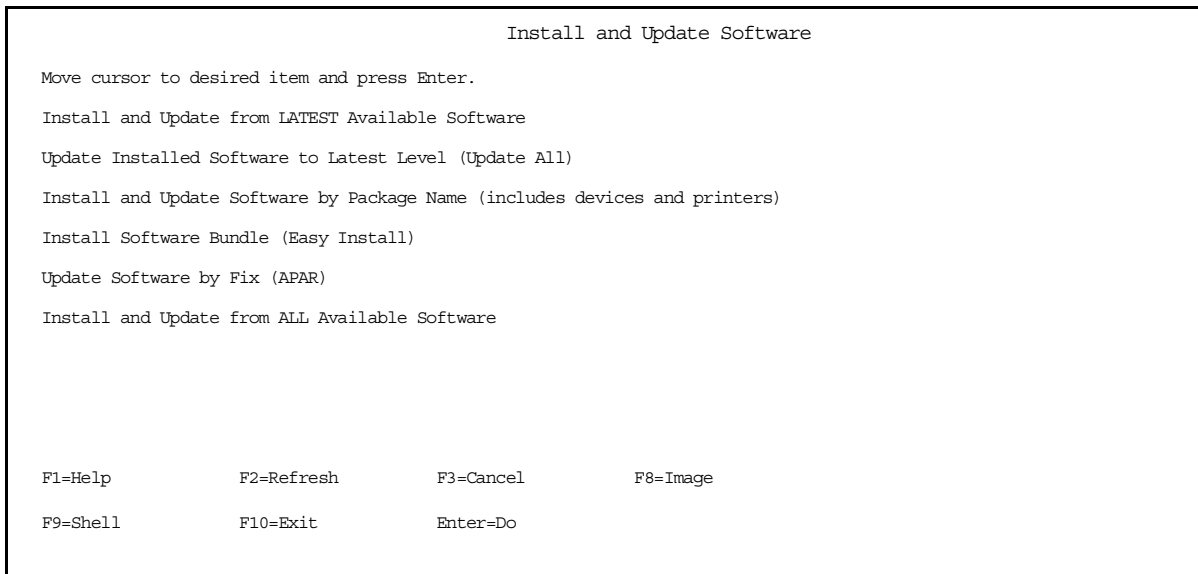 Install and Update Software
Move cursor to desired item and press Enter.
Install and Update from LATEST Available Software
Update Installed Software to Latest Level (Update All)
Install and Update Software by Package Name (includes devices and printers)
Install Software Bundle (Easy Install)
Update Software by Fix (APAR)
Install and Update from ALL Available Software
F1=Help F2=Refresh F3=Cancel F8=Image
F9=Shell F10=Exit Enter=Do